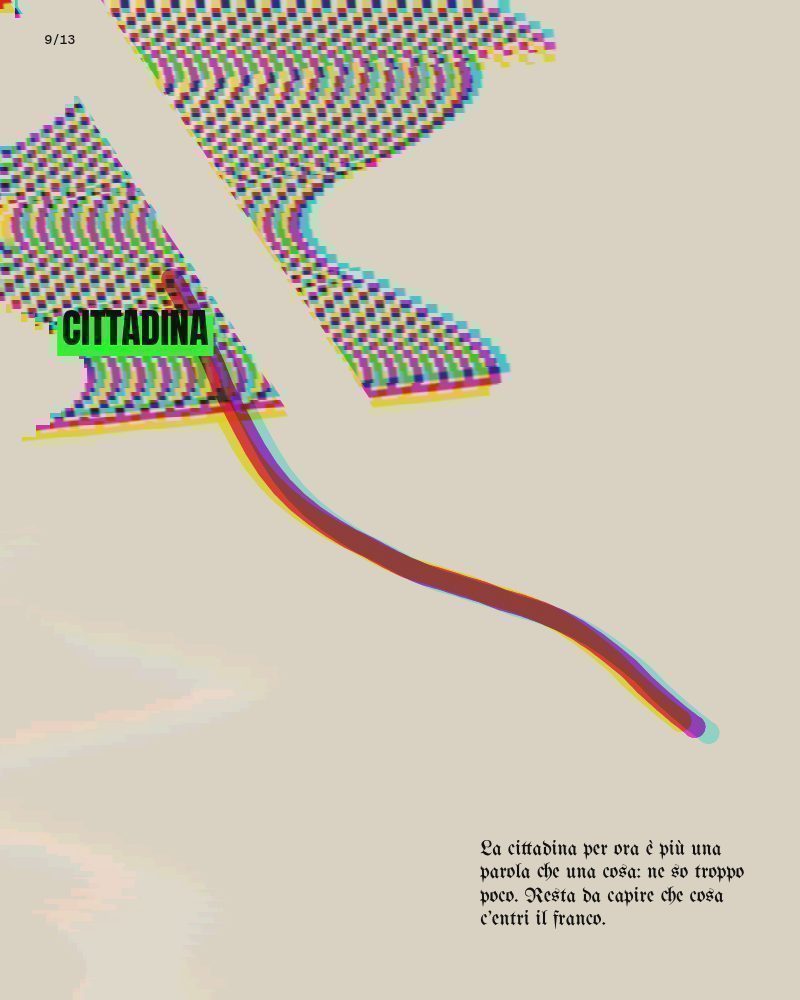 9/13
CITTADINA
La cittadina per ora è più una
parola che una cosa: ne so troppo
poco. Resta da capire che cosa
c'entri il franco.